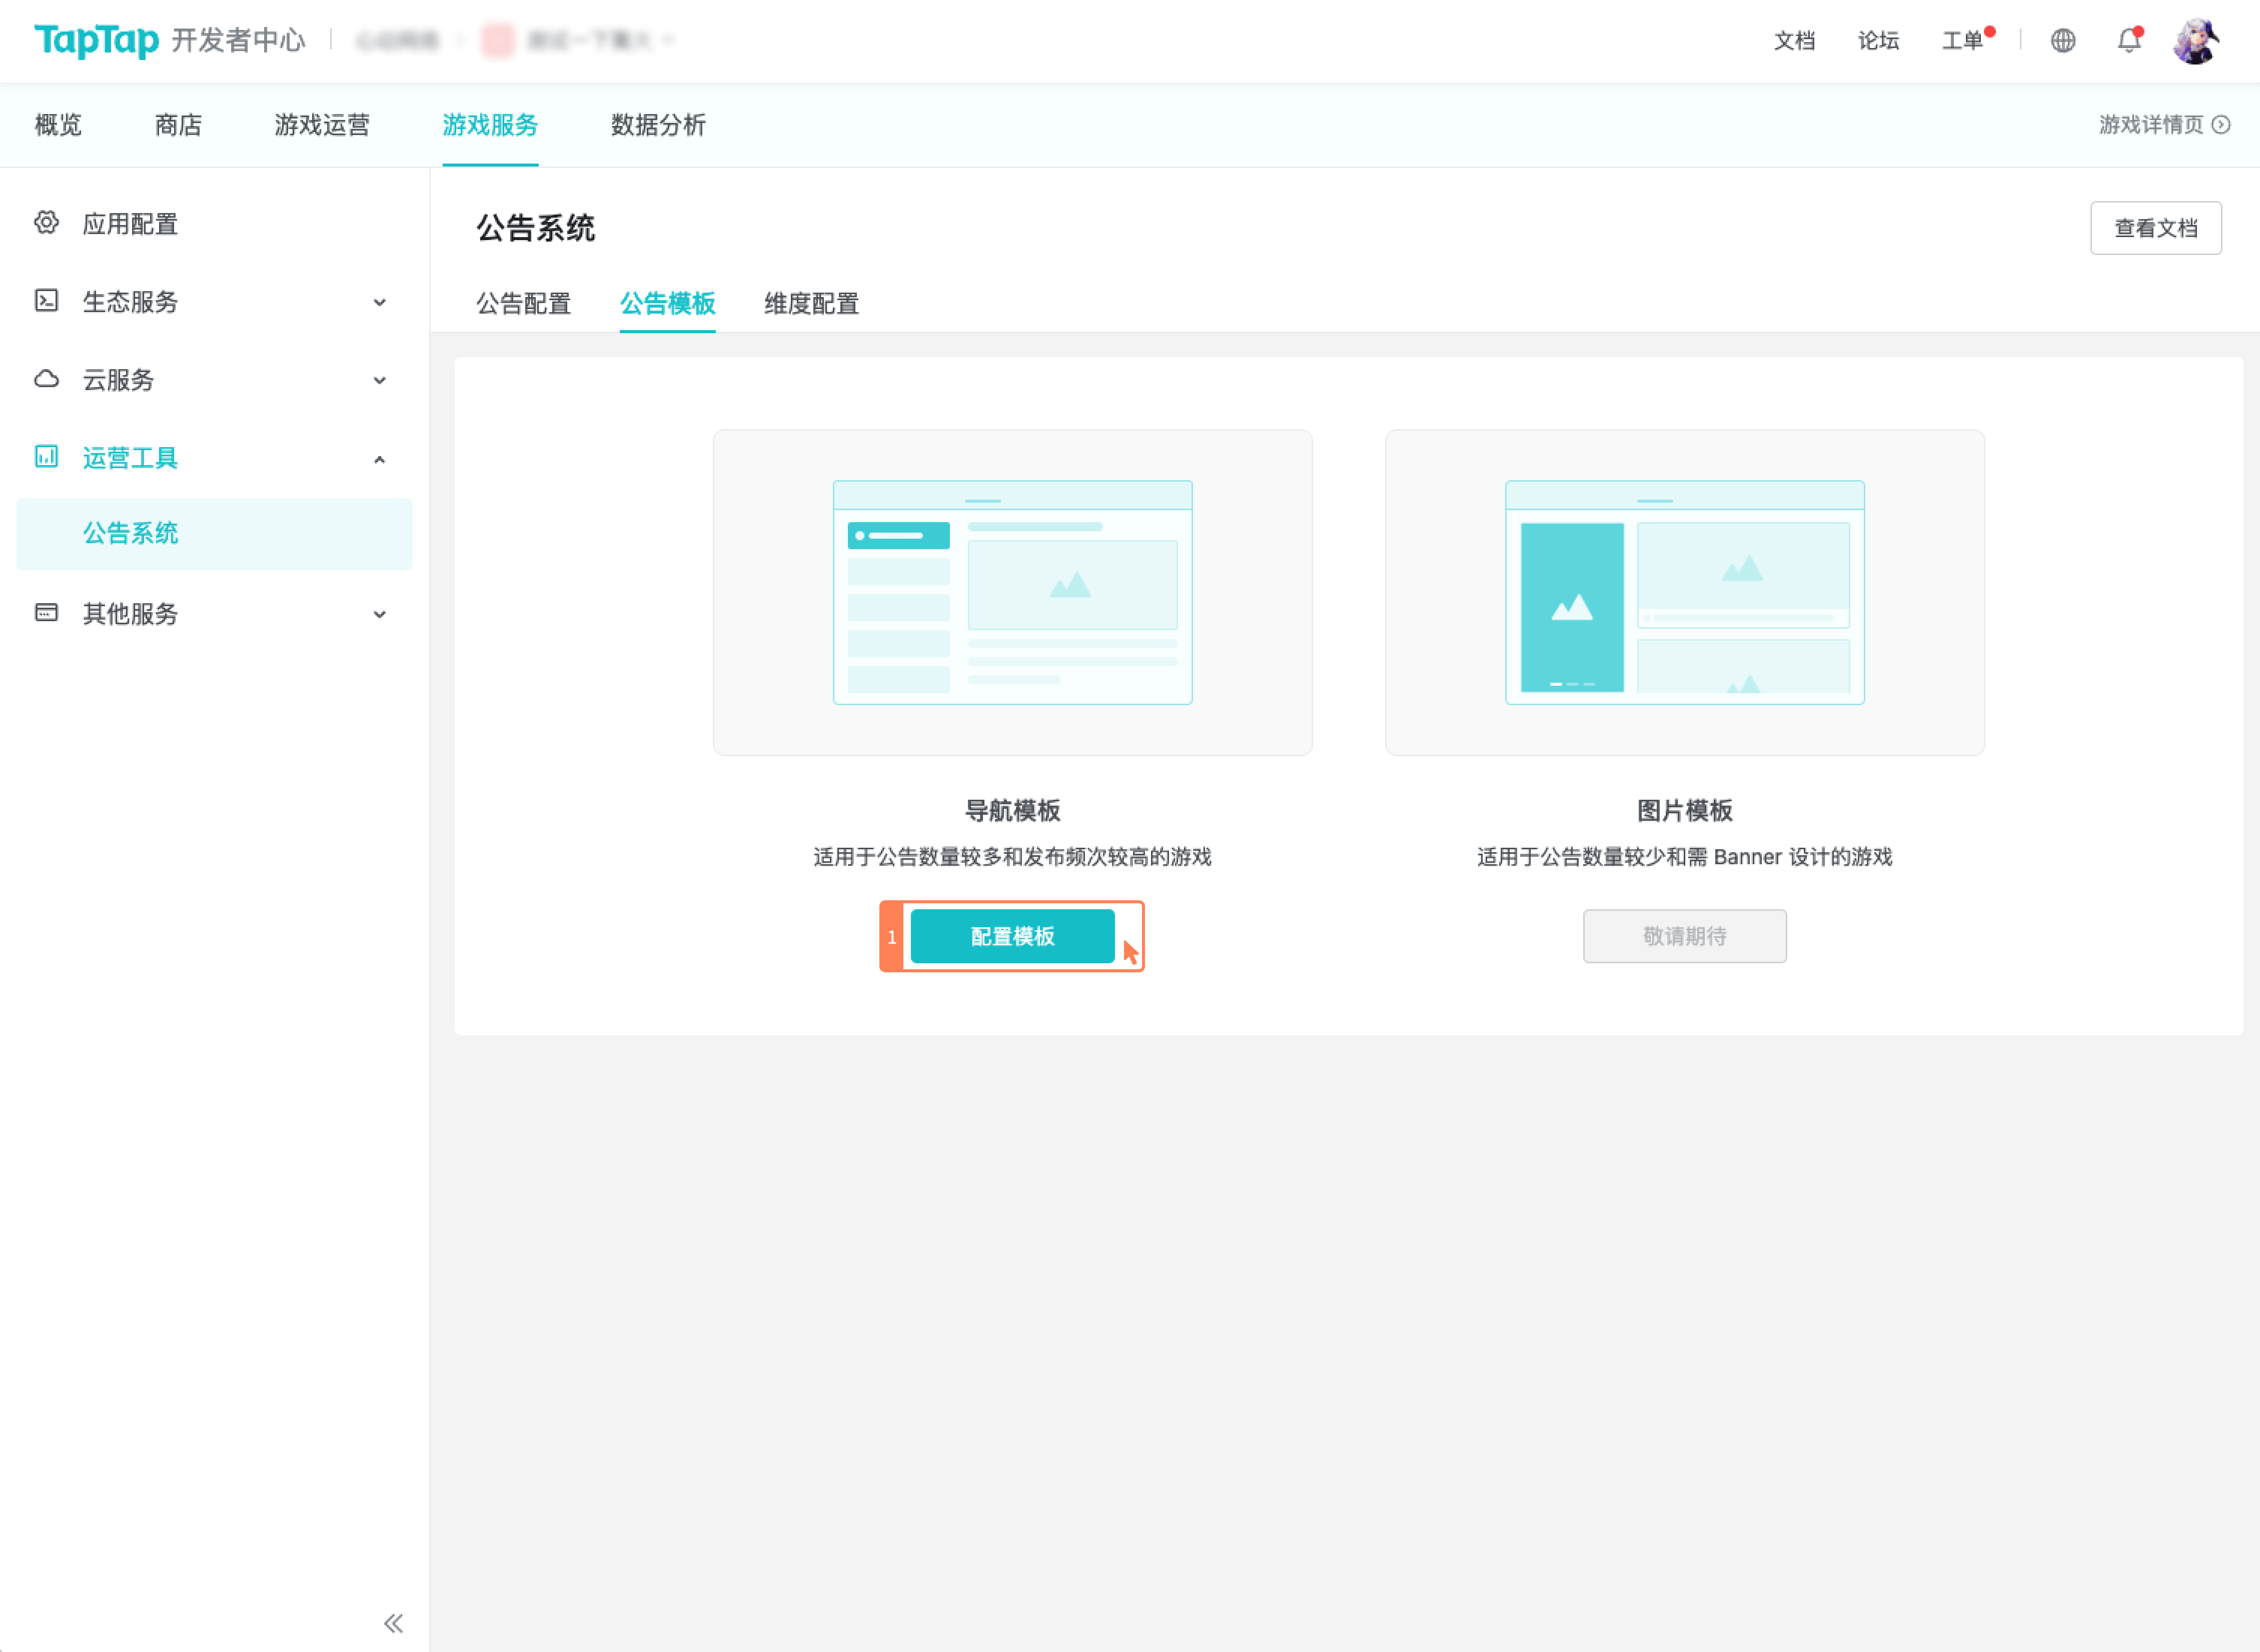 TapTap 开发者中心
文档 论坛 工单
概览 商店 游戏运营 游戏服务 数据分析 游戏详情页
应用配置
生态服务
云服务
运营工具
公告系统
其他服务
公告系统
查看文档
公告配置 公告模板 维度配置
导航模板
适用于公告数量较多和发布频次较高的游戏
1 配置模板
图片模板
适用于公告数量较少和需 Banner 设计的游戏
敬请期待